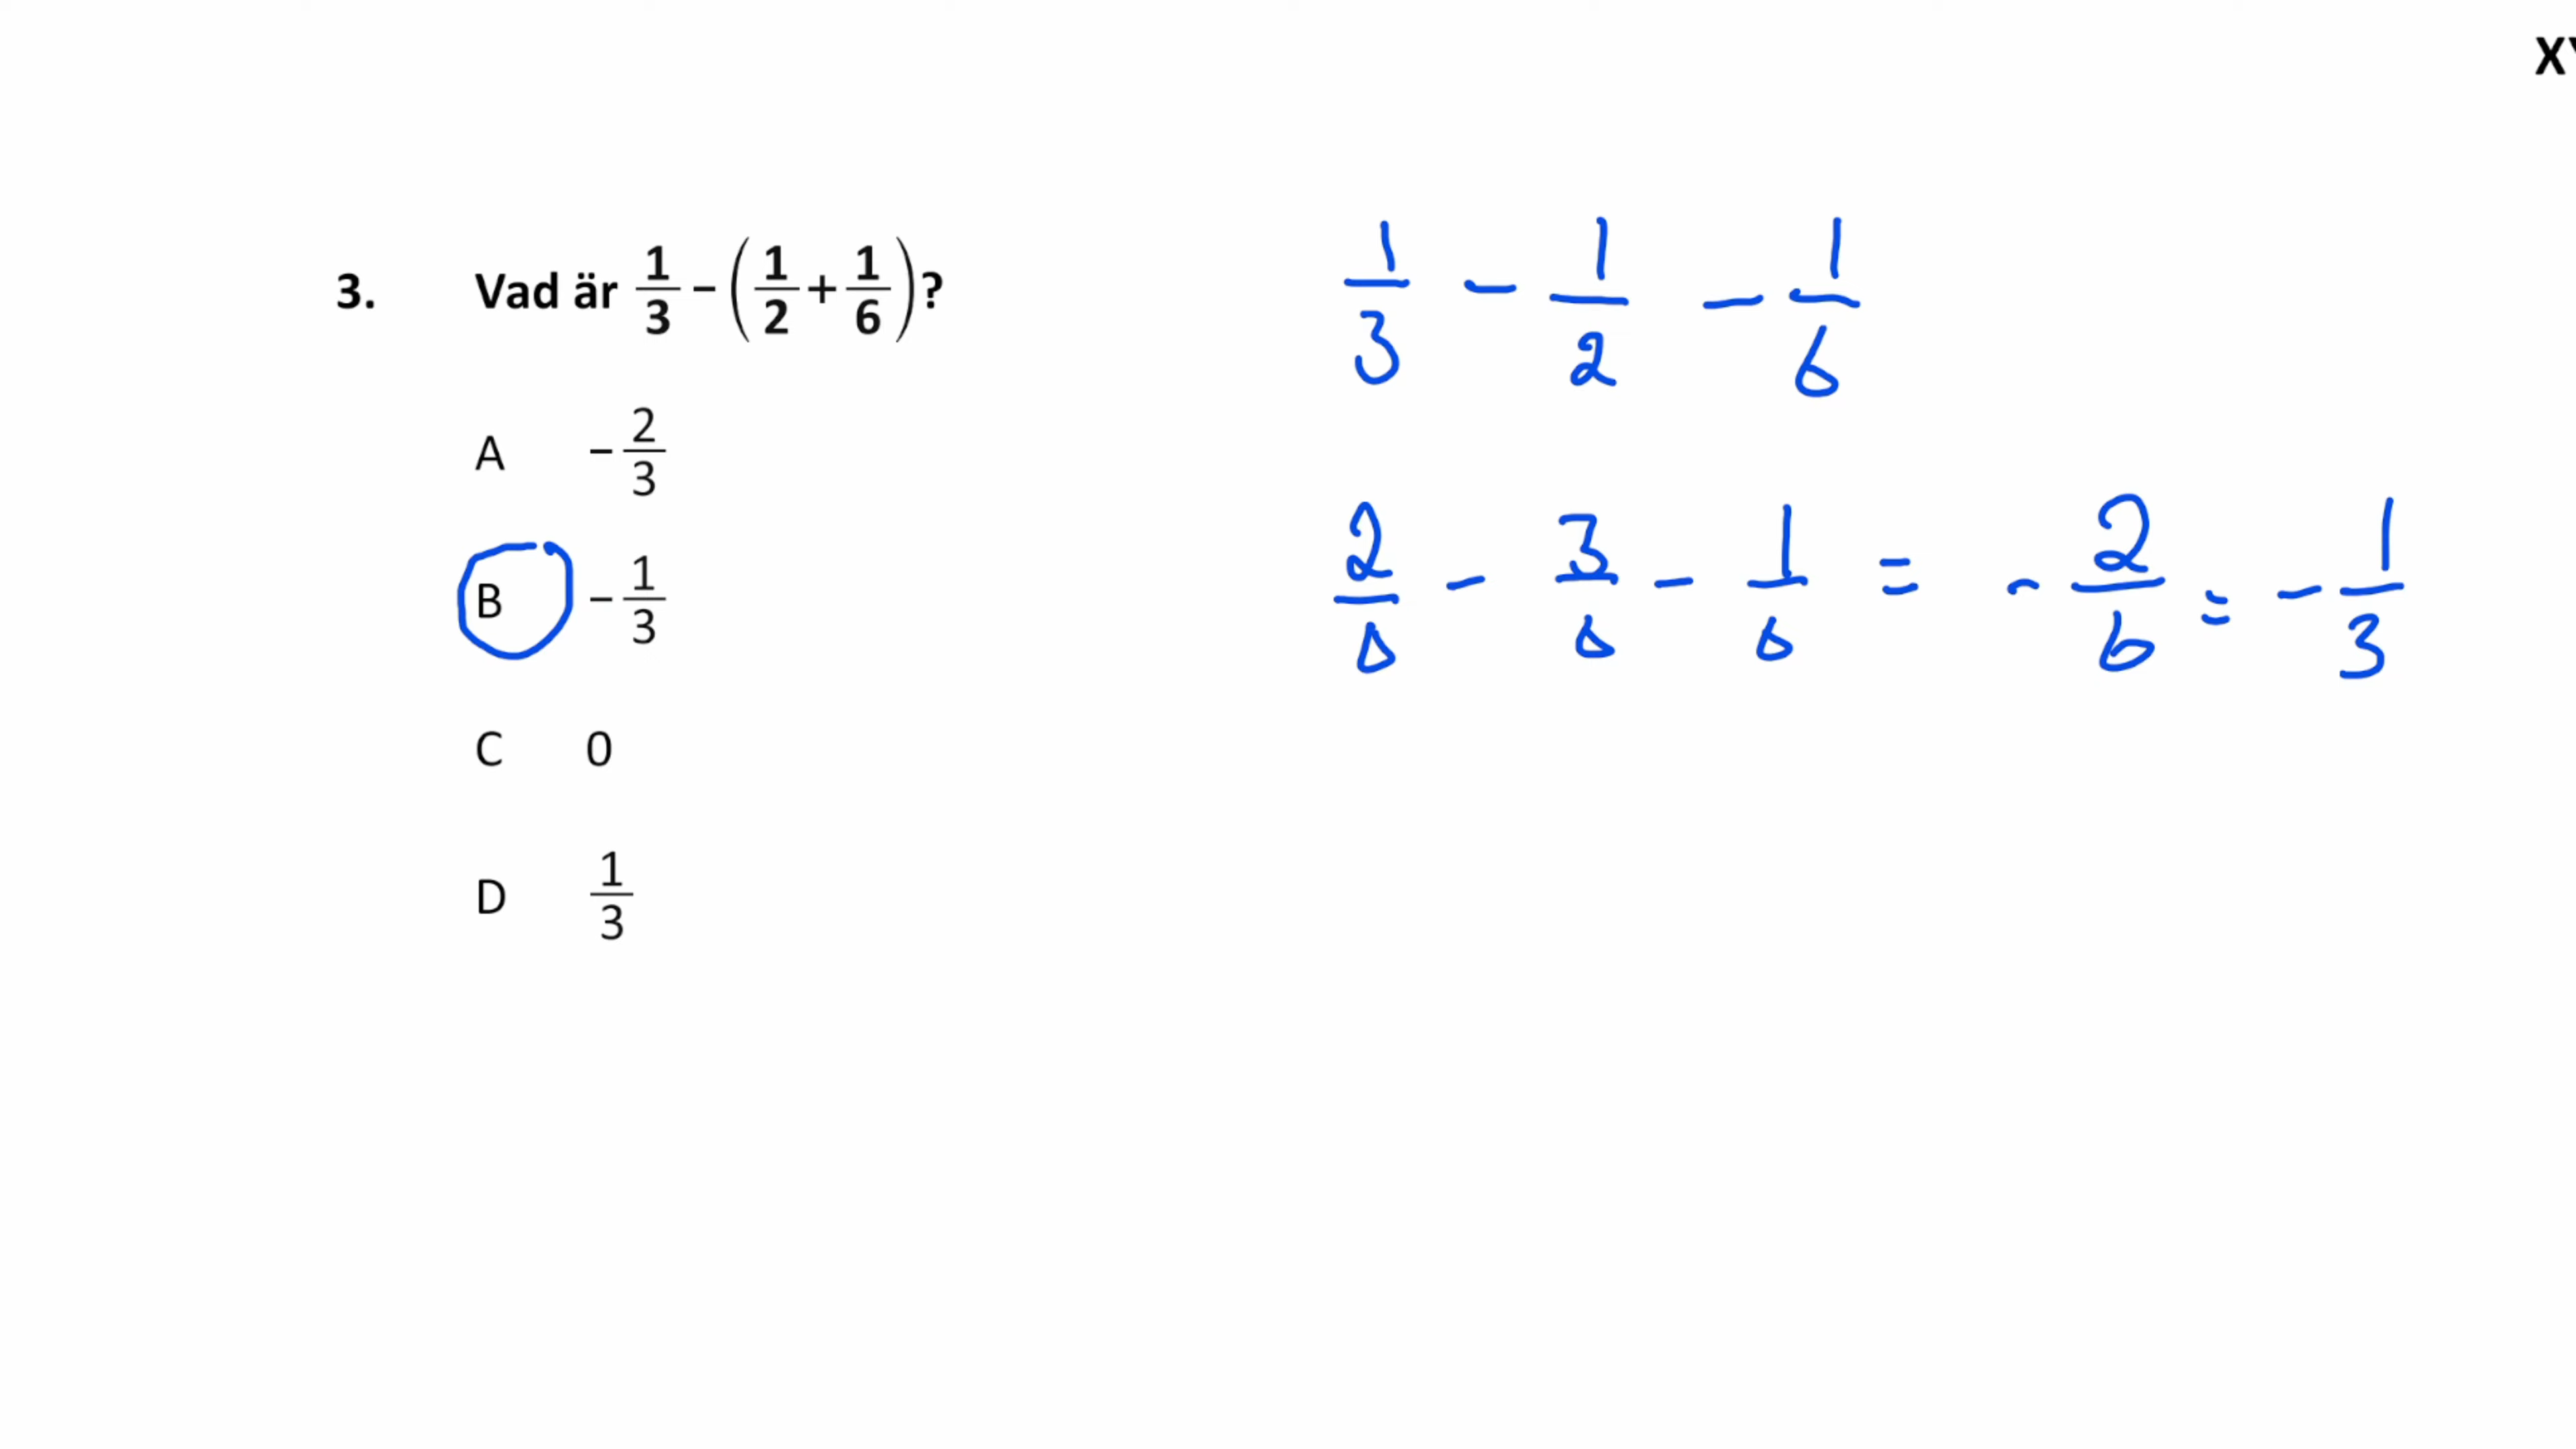 XY
3. Vad är 1/3 − (1/2 + 1/6)?
1/3 − 1/2 − 1/6
A −2/3
B −1/3
2/6 − 3/6 − 1/6 = −2/6 = −1/3
C 0
D 1/3